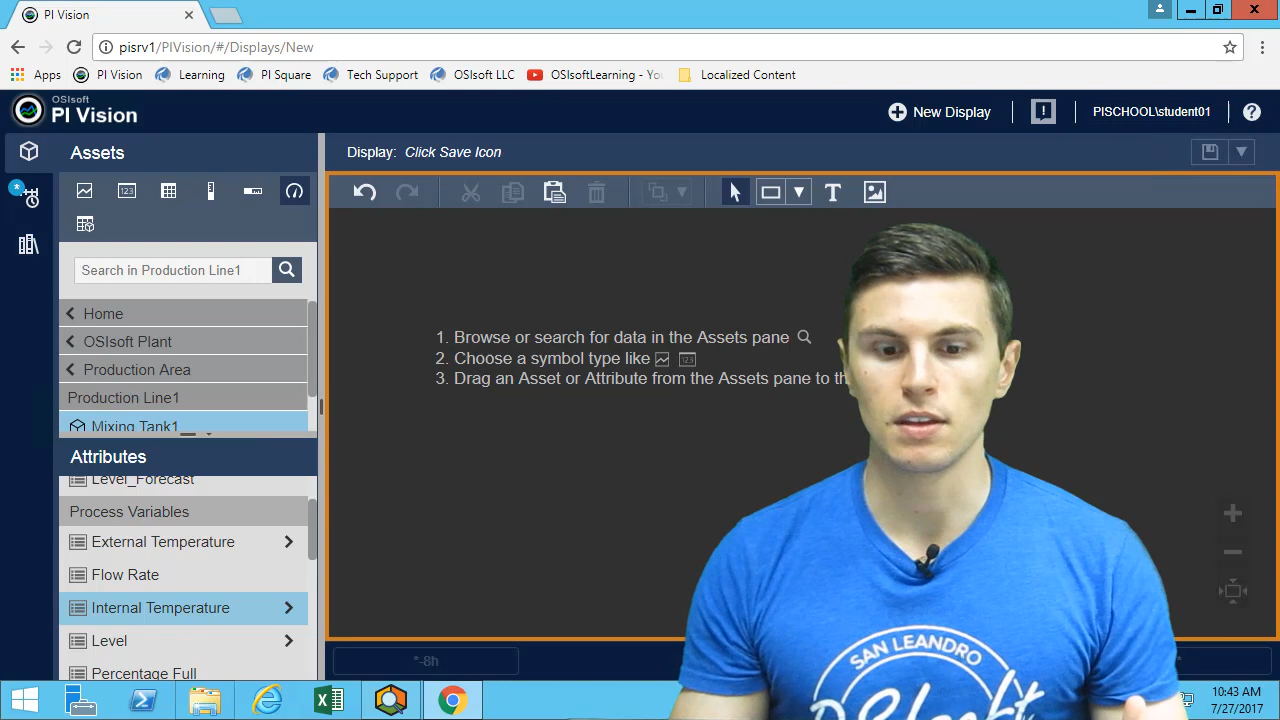 PI Vision
pisrv1/PIVision/#/Displays/New
Apps PI Vision Learning PI Square Tech Support OSIsoft LLC OSIsoftLearning - Localized Content
OSIsoft
PI Vision
New Display PISCHOOL\student01
Assets
Display: Click Save Icon
Search in Production Line1
Home
OSIsoft Plant
Production Area
Production Line1
Mixing Tank1
1. Browse or search for data in the Assets pane
2. Choose a symbol type like
3. Drag an Asset or Attribute from the Assets pane to
Attributes
Level_Forecast
Process Variables
External Temperature
Flow Rate
Internal Temperature
Level
Percentage Full
*-8h
*
SAN LEANDRO
10:43 AM
7/27/2017